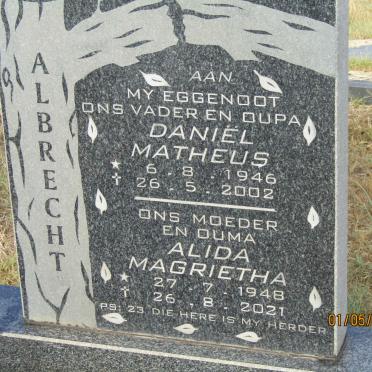 ALBRECHT
AAN
MY EGGENOOT
ONS VADER EN OUPA
DANIËL
MATHEUS
★ 6 . 8 . 1946
✝ 26 . 5 . 2002
ONS MOEDER
EN OUMA
ALIDA
MAGRIETHA
★ 27 . 7 . 1948
✝ 26 . 8 . 2021
PS: 23 DIE HERE IS MY HERDER
01/05/